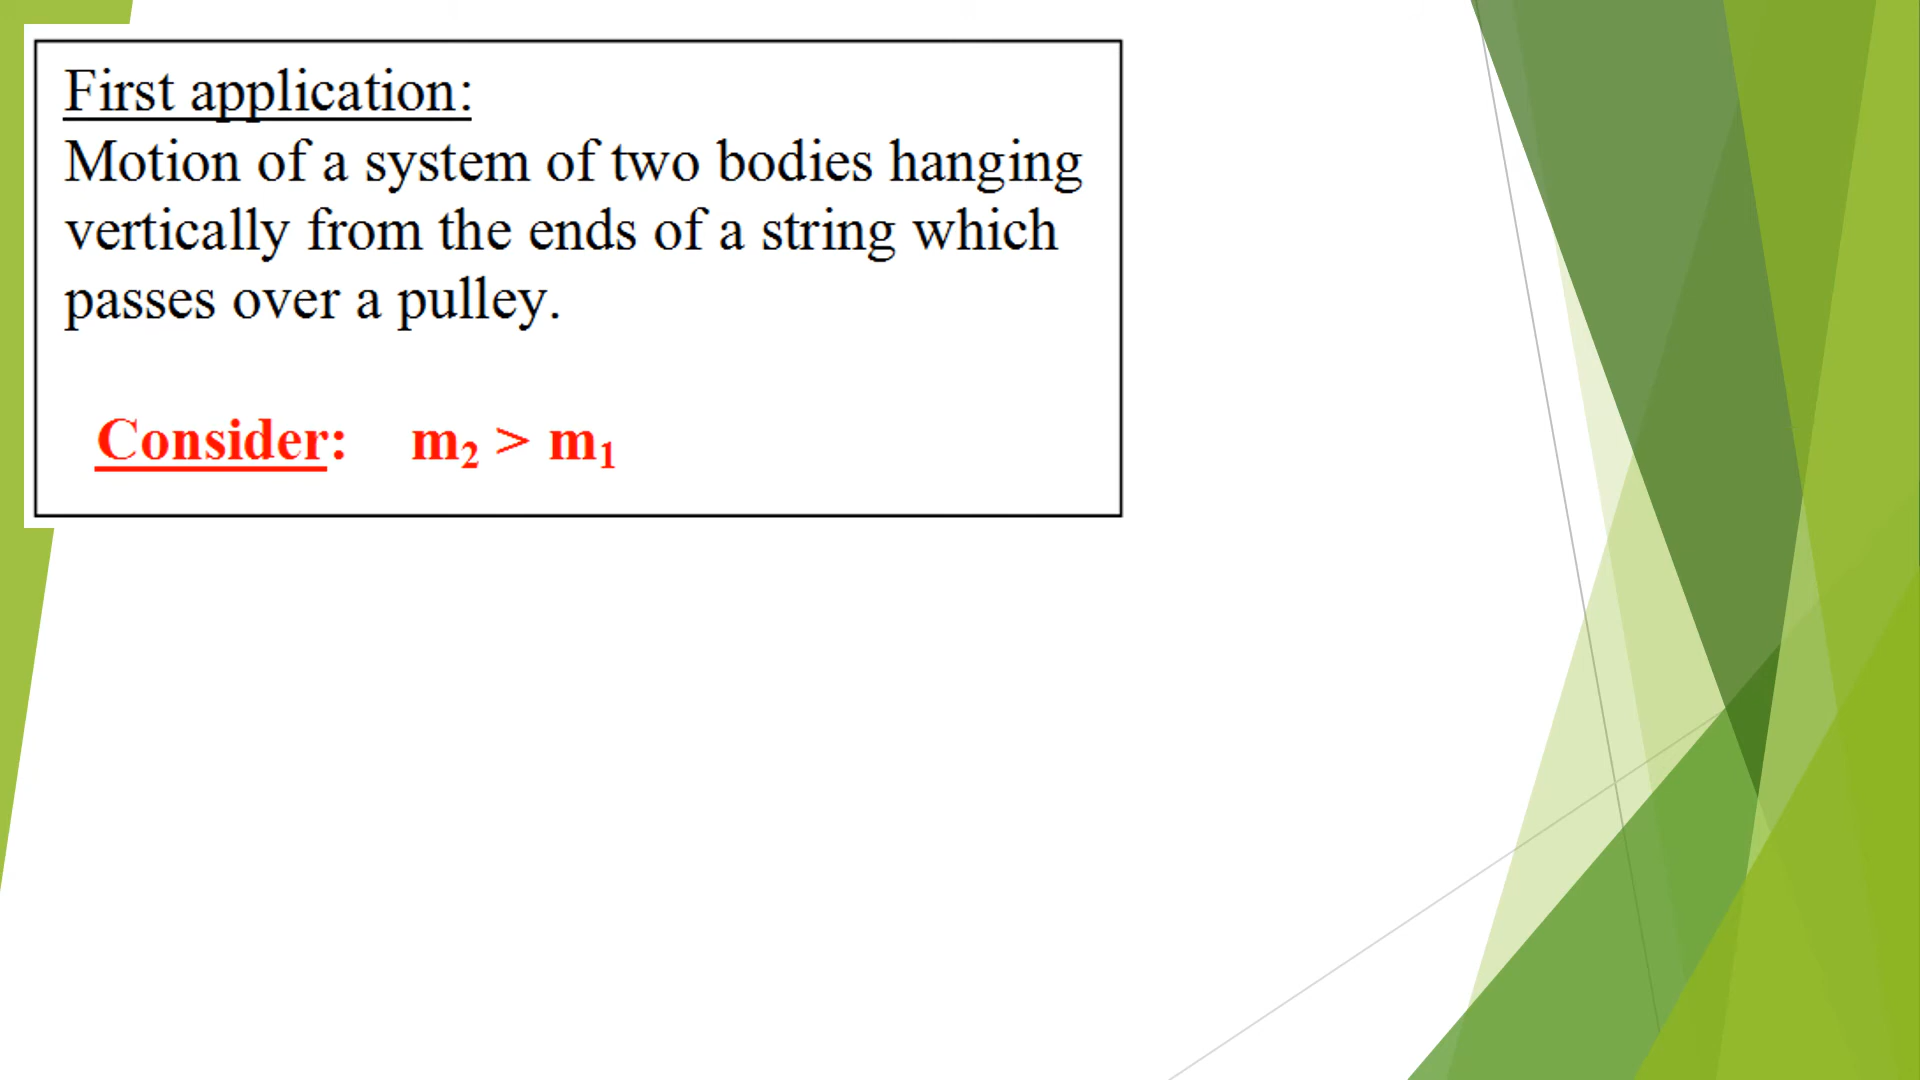 First application:
Motion of a system of two bodies hanging
vertically from the ends of a string which
passes over a pulley.
Consider: m₂ > m₁